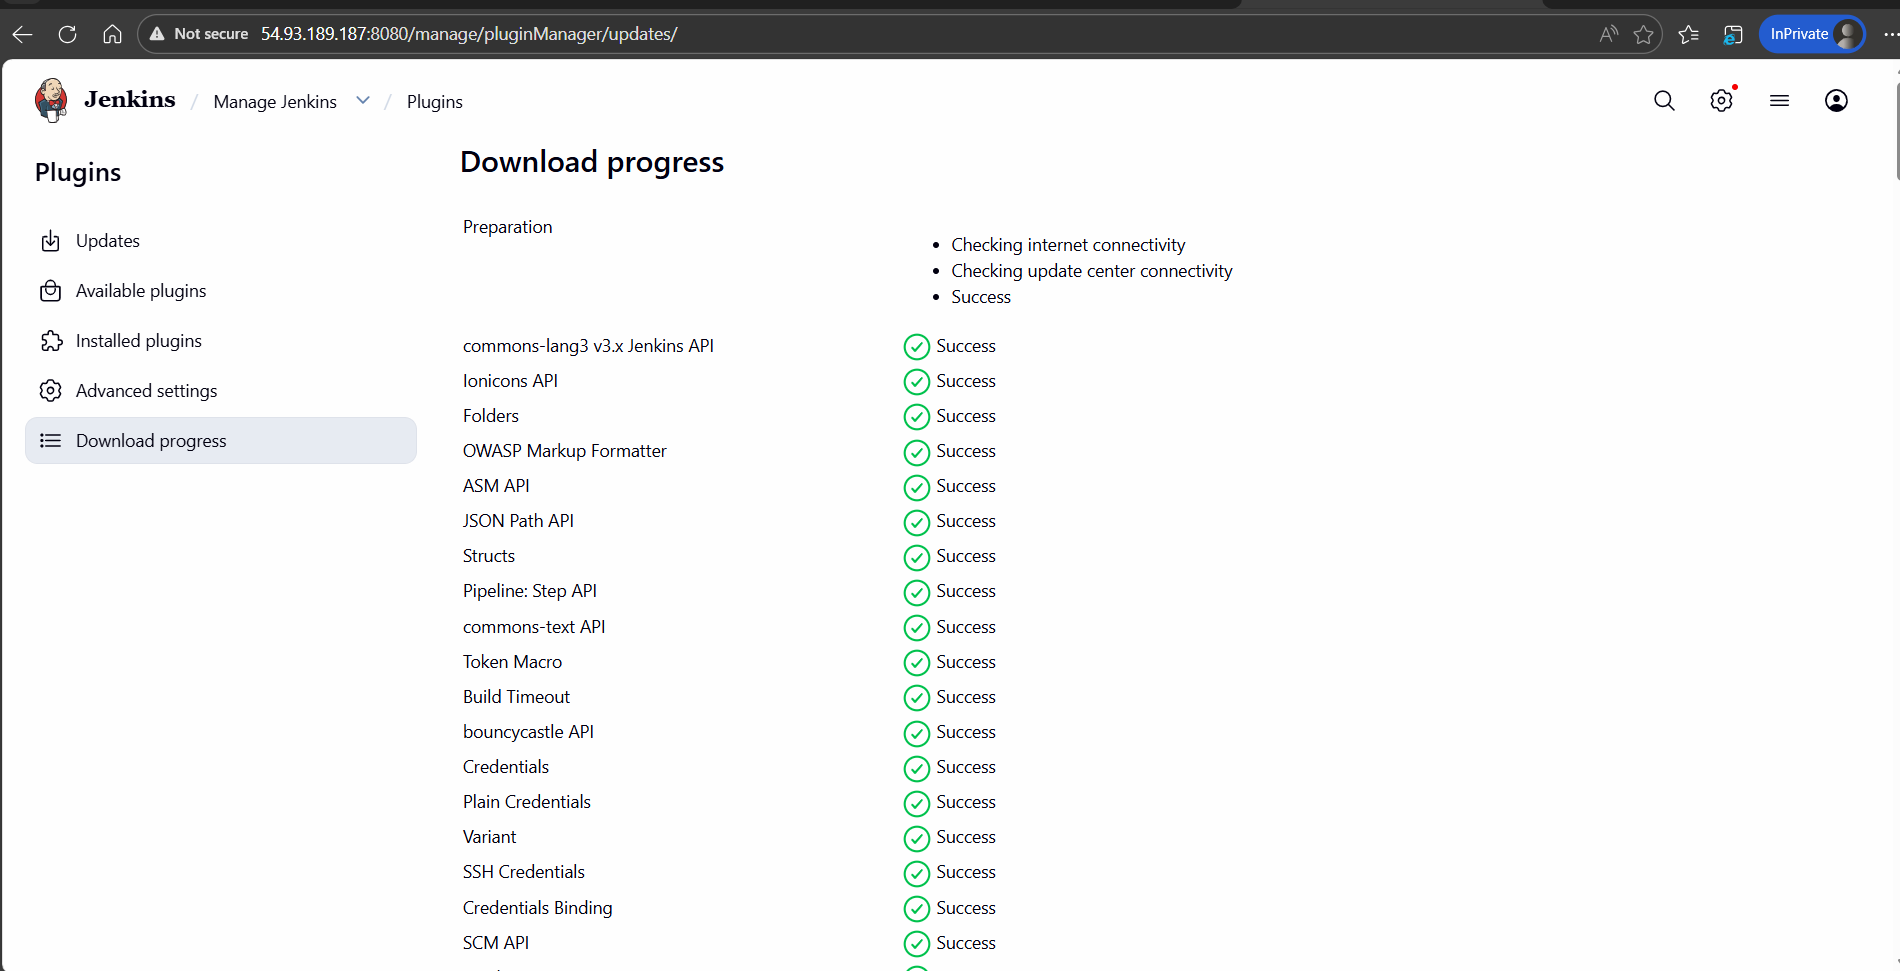 Not secure 54.93.189.187:8080/manage/pluginManager/updates/
InPrivate
Jenkins / Manage Jenkins / Plugins
Plugins
Updates
Available plugins
Installed plugins
Advanced settings
Download progress
Download progress
Preparation
Checking internet connectivity
Checking update center connectivity
Success
commons-lang3 v3.x Jenkins API Success
Ionicons API Success
Folders Success
OWASP Markup Formatter Success
ASM API Success
JSON Path API Success
Structs Success
Pipeline: Step API Success
commons-text API Success
Token Macro Success
Build Timeout Success
bouncycastle API Success
Credentials Success
Plain Credentials Success
Variant Success
SSH Credentials Success
Credentials Binding Success
SCM API Success